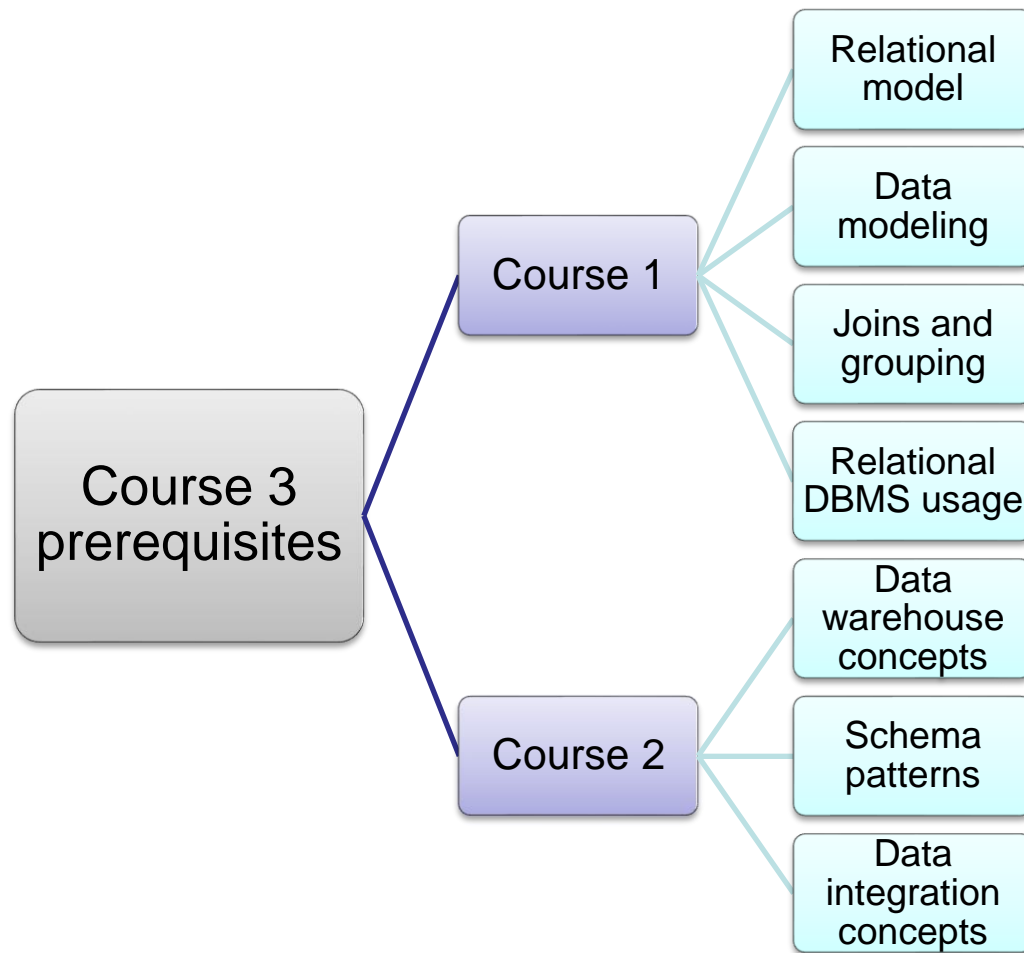 Course 3
prerequisites
Course 1
Relational
model
Data
modeling
Joins and
grouping
Relational
DBMS usage
Course 2
Data
warehouse
concepts
Schema
patterns
Data
integration
concepts